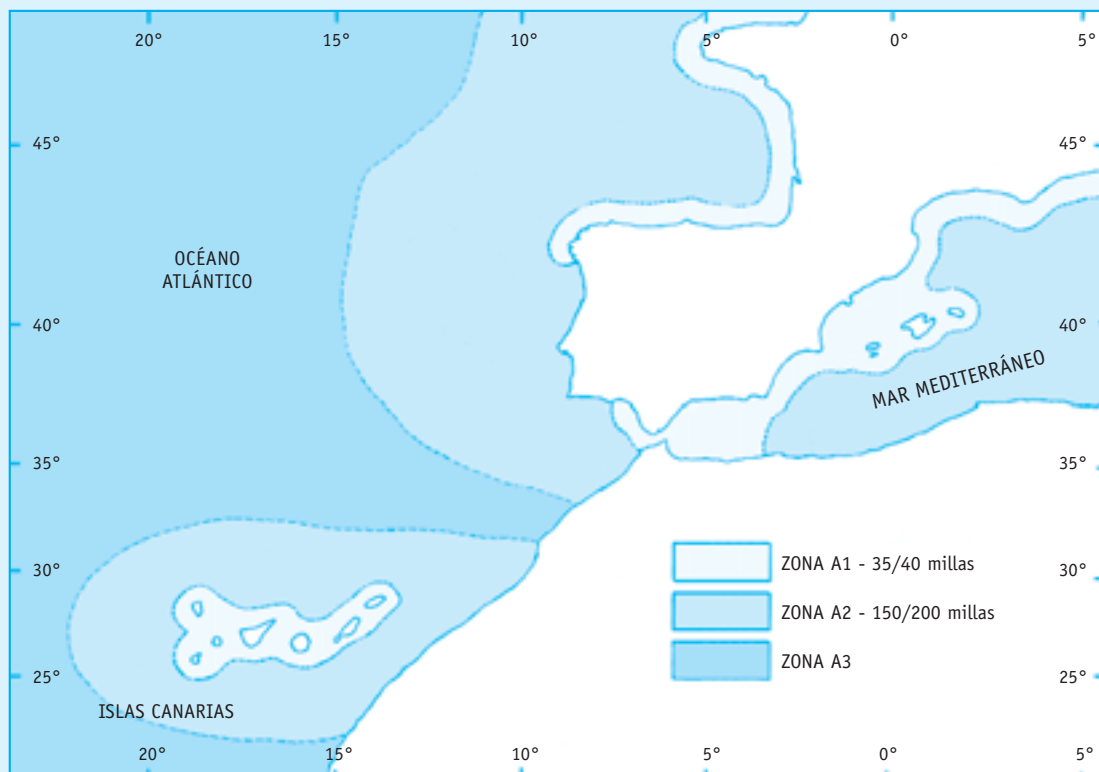 20° 15° 10° 5° 0° 5°
45° 45°
OCÉANO
ATLÁNTICO
40° 40°
MAR MEDITERRÁNEO
35° 35°
ZONA A1 - 35/40 millas
30° 30°
ZONA A2 - 150/200 millas
ZONA A3
25° 25°
ISLAS CANARIAS
20° 15° 10° 5° 0° 5°